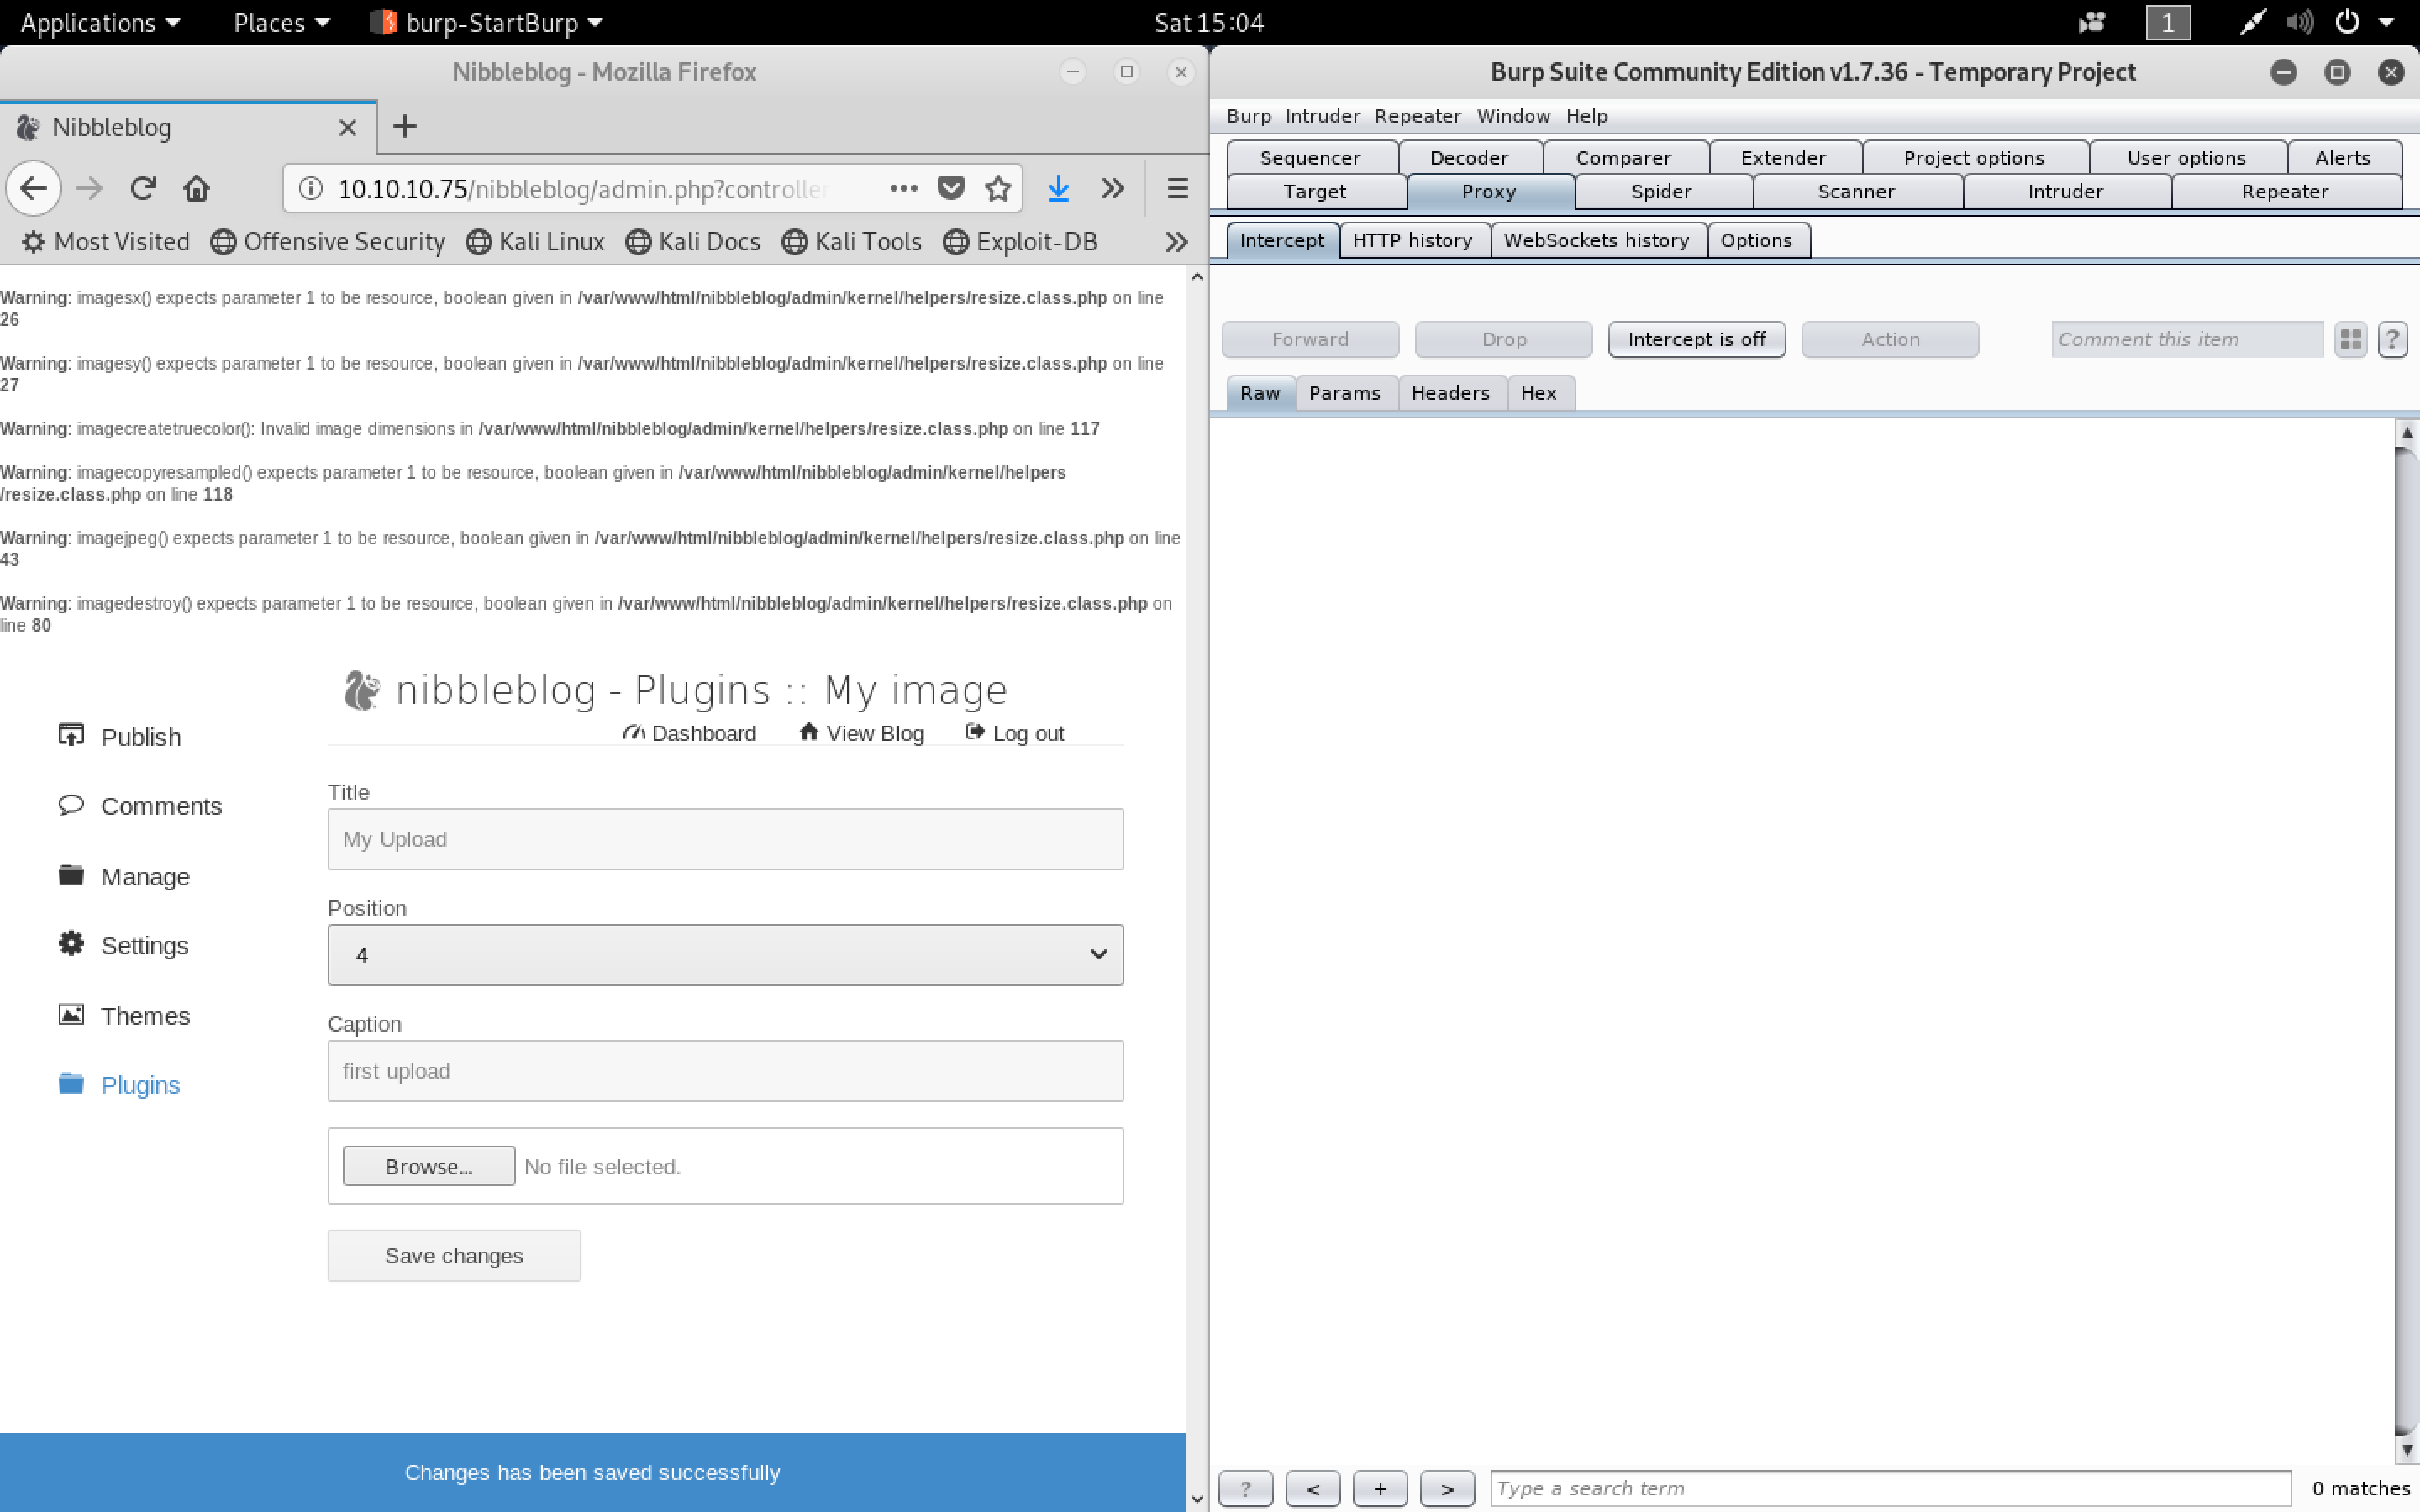 Applications Places burp-StartBurp Sat 15:04 1
Nibbleblog - Mozilla Firefox
Nibbleblog
10.10.10.75/nibbleblog/admin.php?controller
Most Visited Offensive Security Kali Linux Kali Docs Kali Tools Exploit-DB
Warning: imagesx() expects parameter 1 to be resource, boolean given in /var/www/html/nibbleblog/admin/kernel/helpers/resize.class.php on line
26
Warning: imagesy() expects parameter 1 to be resource, boolean given in /var/www/html/nibbleblog/admin/kernel/helpers/resize.class.php on line
27
Warning: imagecreatetruecolor(): Invalid image dimensions in /var/www/html/nibbleblog/admin/kernel/helpers/resize.class.php on line 117
Warning: imagecopyresampled() expects parameter 1 to be resource, boolean given in /var/www/html/nibbleblog/admin/kernel/helpers
/resize.class.php on line 118
Warning: imagejpeg() expects parameter 1 to be resource, boolean given in /var/www/html/nibbleblog/admin/kernel/helpers/resize.class.php on line
43
Warning: imagedestroy() expects parameter 1 to be resource, boolean given in /var/www/html/nibbleblog/admin/kernel/helpers/resize.class.php on
line 80
nibbleblog - Plugins :: My image
Dashboard View Blog Log out
Publish
Comments
Manage
Settings
Themes
Plugins
Title
My Upload
Position
4
Caption
first upload
Browse... No file selected.
Save changes
Changes has been saved successfully
Burp Suite Community Edition v1.7.36 - Temporary Project
Burp Intruder Repeater Window Help
Sequencer Decoder Comparer Extender Project options User options Alerts
Target Proxy Spider Scanner Intruder Repeater
Intercept HTTP history WebSockets history Options
Forward Drop Intercept is off Action Comment this item ?
Raw Params Headers Hex
? < + > Type a search term 0 matches